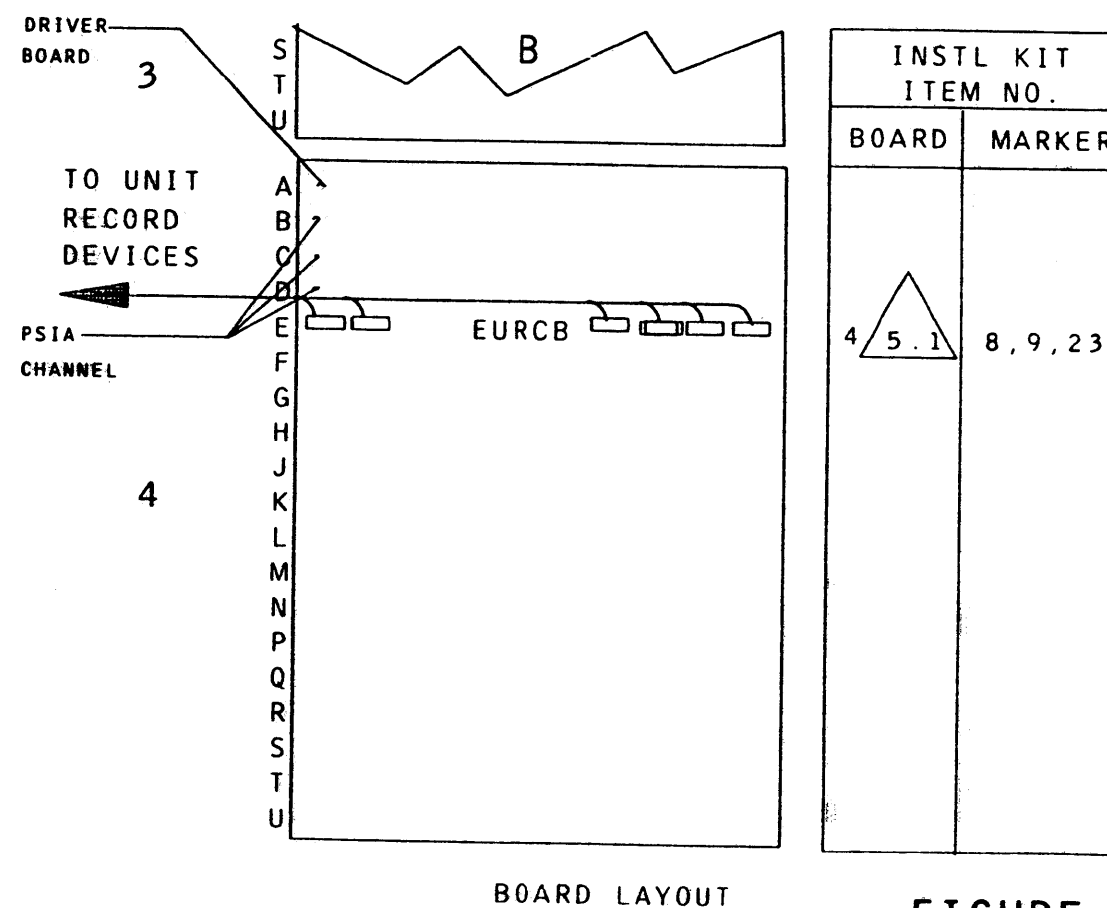 DRIVER
BOARD
3
S
T
U
B
INSTL KIT
ITEM NO.
BOARD MARKER
TO UNIT
RECORD
DEVICES
PSIA
CHANNEL
4
A
B
C
D
E
F
G
H
J
K
L
M
N
P
Q
R
S
T
U
EURCB
4 5.1 8,9,23
BOARD LAYOUT
FIGURE